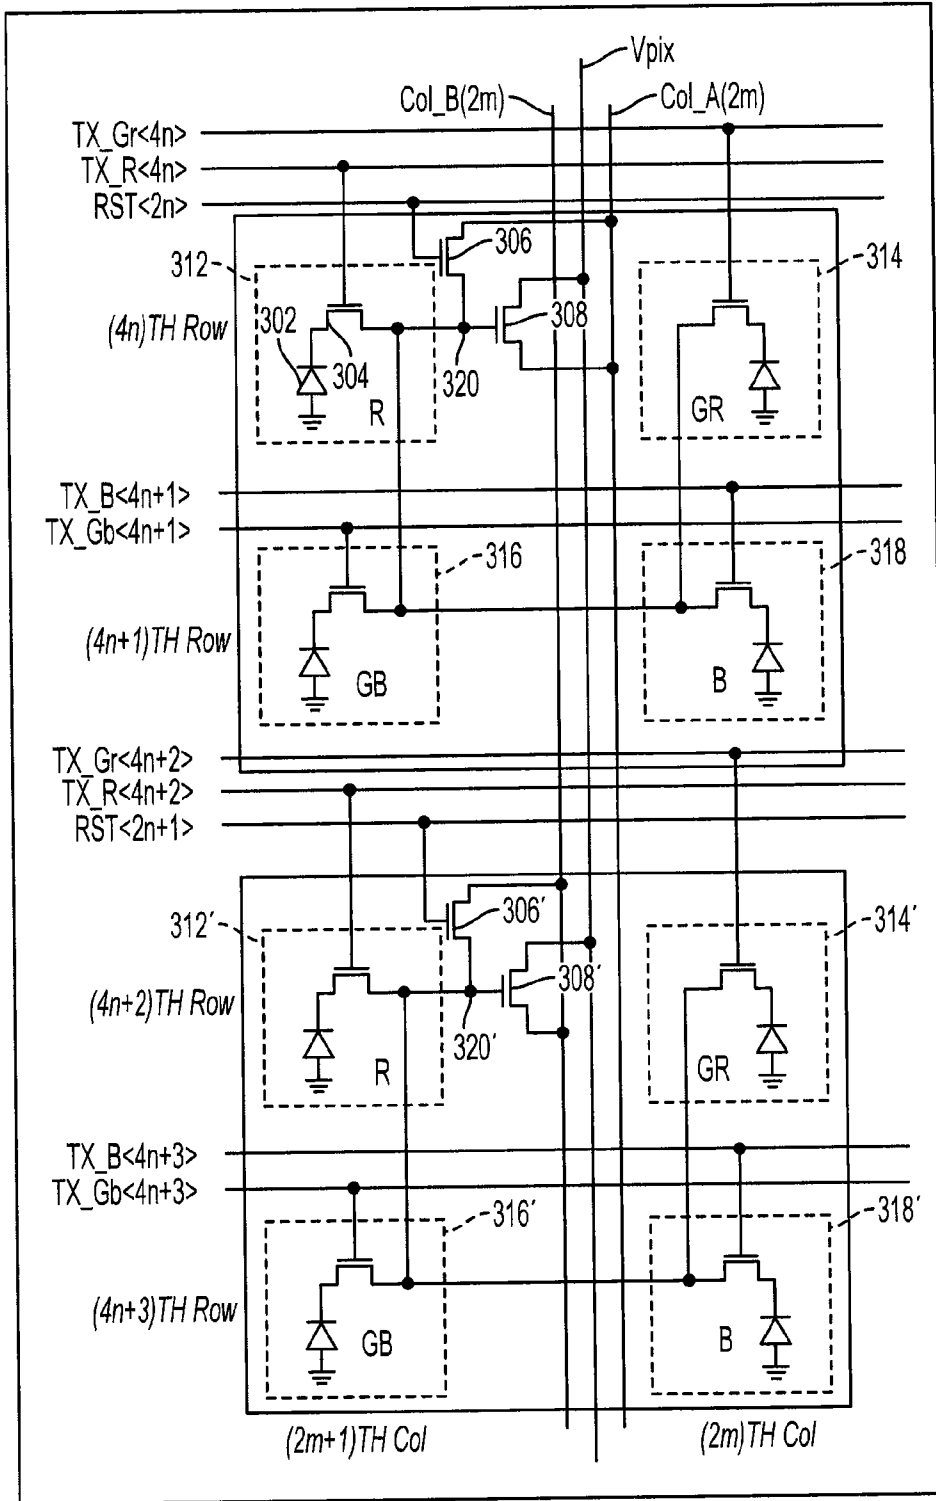 Vpix
Col_B(2m)
Col_A(2m)
TX_Gr<4n>
TX_R<4n>
RST<2n>
306
312
314
(4n)TH Row
302
308
304
320
R
GR
TX_B<4n+1>
TX_Gb<4n+1>
316
318
(4n+1)TH Row
GB
B
TX_Gr<4n+2>
TX_R<4n+2>
RST<2n+1>
306′
312′
314′
308′
(4n+2)TH Row
320′
R
GR
TX_B<4n+3>
TX_Gb<4n+3>
316′
318′
(4n+3)TH Row
GB
B
(2m+1)TH Col
(2m)TH Col